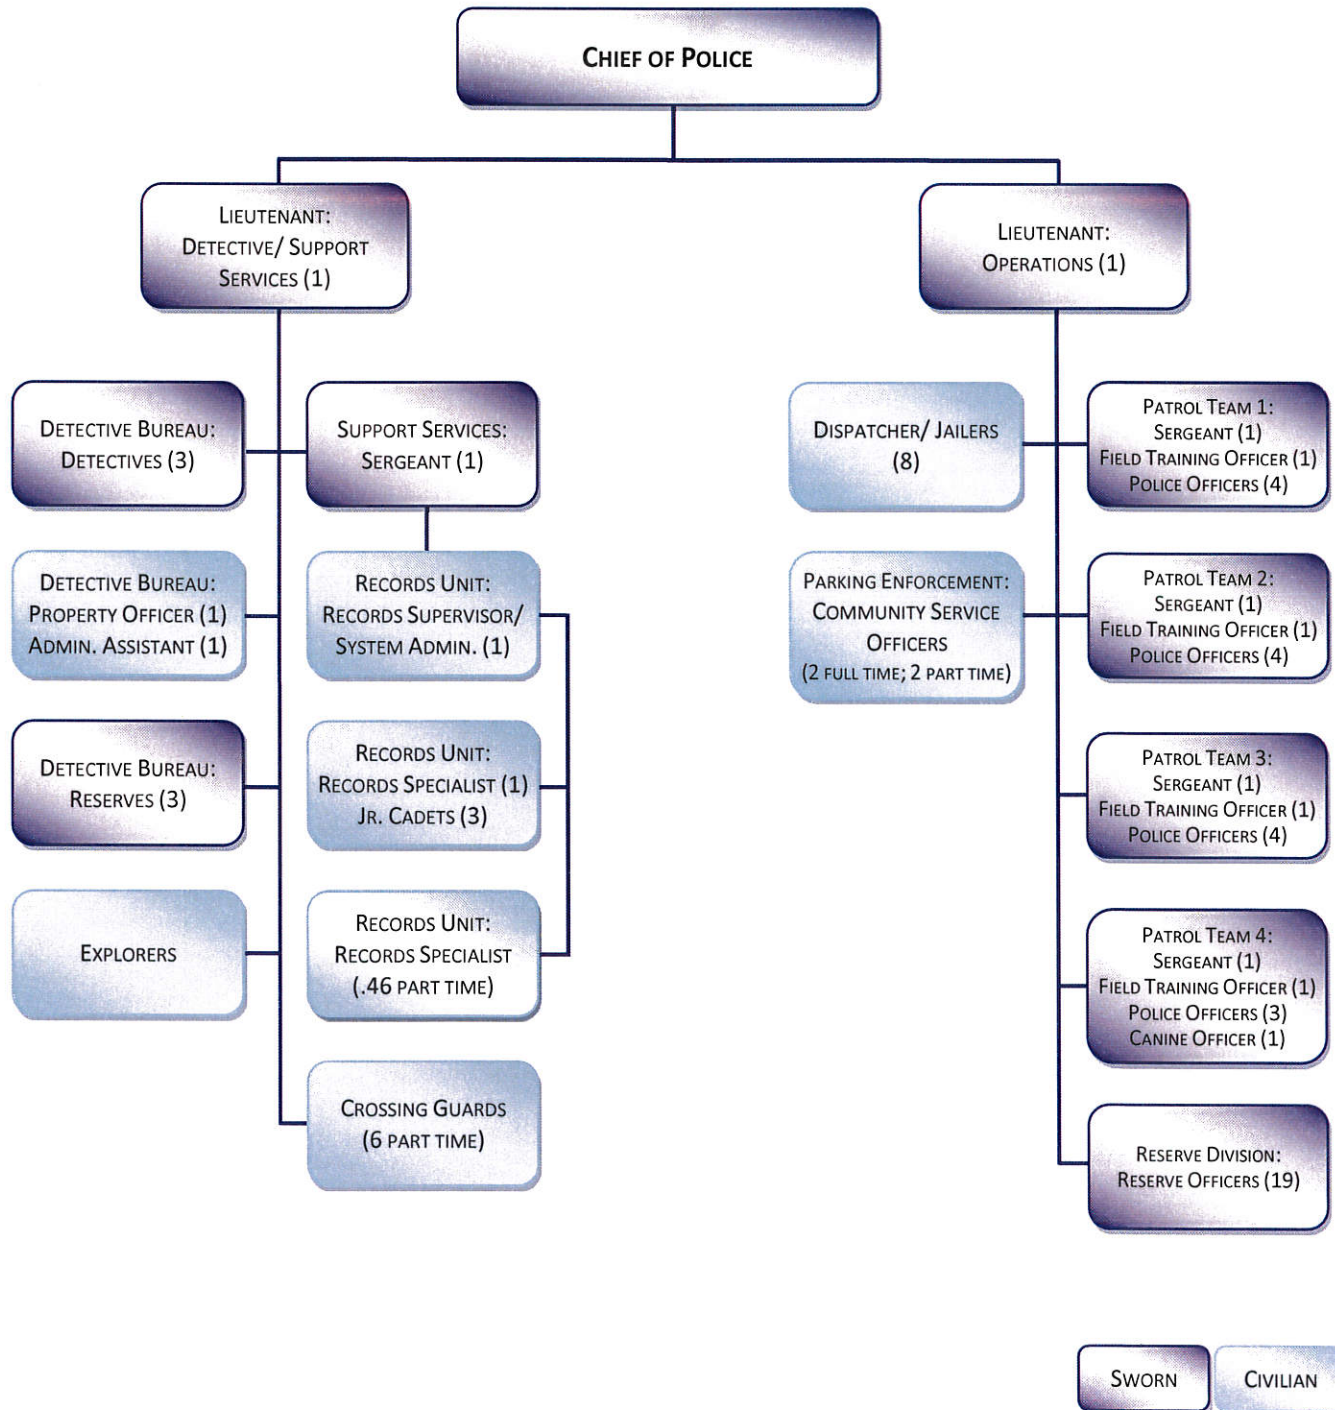 CHIEF OF POLICE
LIEUTENANT:
DETECTIVE/ SUPPORT
SERVICES (1)
LIEUTENANT:
OPERATIONS (1)
DETECTIVE BUREAU:
DETECTIVES (3)
SUPPORT SERVICES:
SERGEANT (1)
DETECTIVE BUREAU:
PROPERTY OFFICER (1)
ADMIN. ASSISTANT (1)
RECORDS UNIT:
RECORDS SUPERVISOR/
SYSTEM ADMIN. (1)
DETECTIVE BUREAU:
RESERVES (3)
RECORDS UNIT:
RECORDS SPECIALIST (1)
JR. CADETS (3)
EXPLORERS
RECORDS UNIT:
RECORDS SPECIALIST
(.46 PART TIME)
CROSSING GUARDS
(6 PART TIME)
DISPATCHER/ JAILERS
(8)
PATROL TEAM 1:
SERGEANT (1)
FIELD TRAINING OFFICER (1)
POLICE OFFICERS (4)
PARKING ENFORCEMENT:
COMMUNITY SERVICE
OFFICERS
(2 FULL TIME; 2 PART TIME)
PATROL TEAM 2:
SERGEANT (1)
FIELD TRAINING OFFICER (1)
POLICE OFFICERS (4)
PATROL TEAM 3:
SERGEANT (1)
FIELD TRAINING OFFICER (1)
POLICE OFFICERS (4)
PATROL TEAM 4:
SERGEANT (1)
FIELD TRAINING OFFICER (1)
POLICE OFFICERS (3)
CANINE OFFICER (1)
RESERVE DIVISION:
RESERVE OFFICERS (19)
SWORN
CIVILIAN